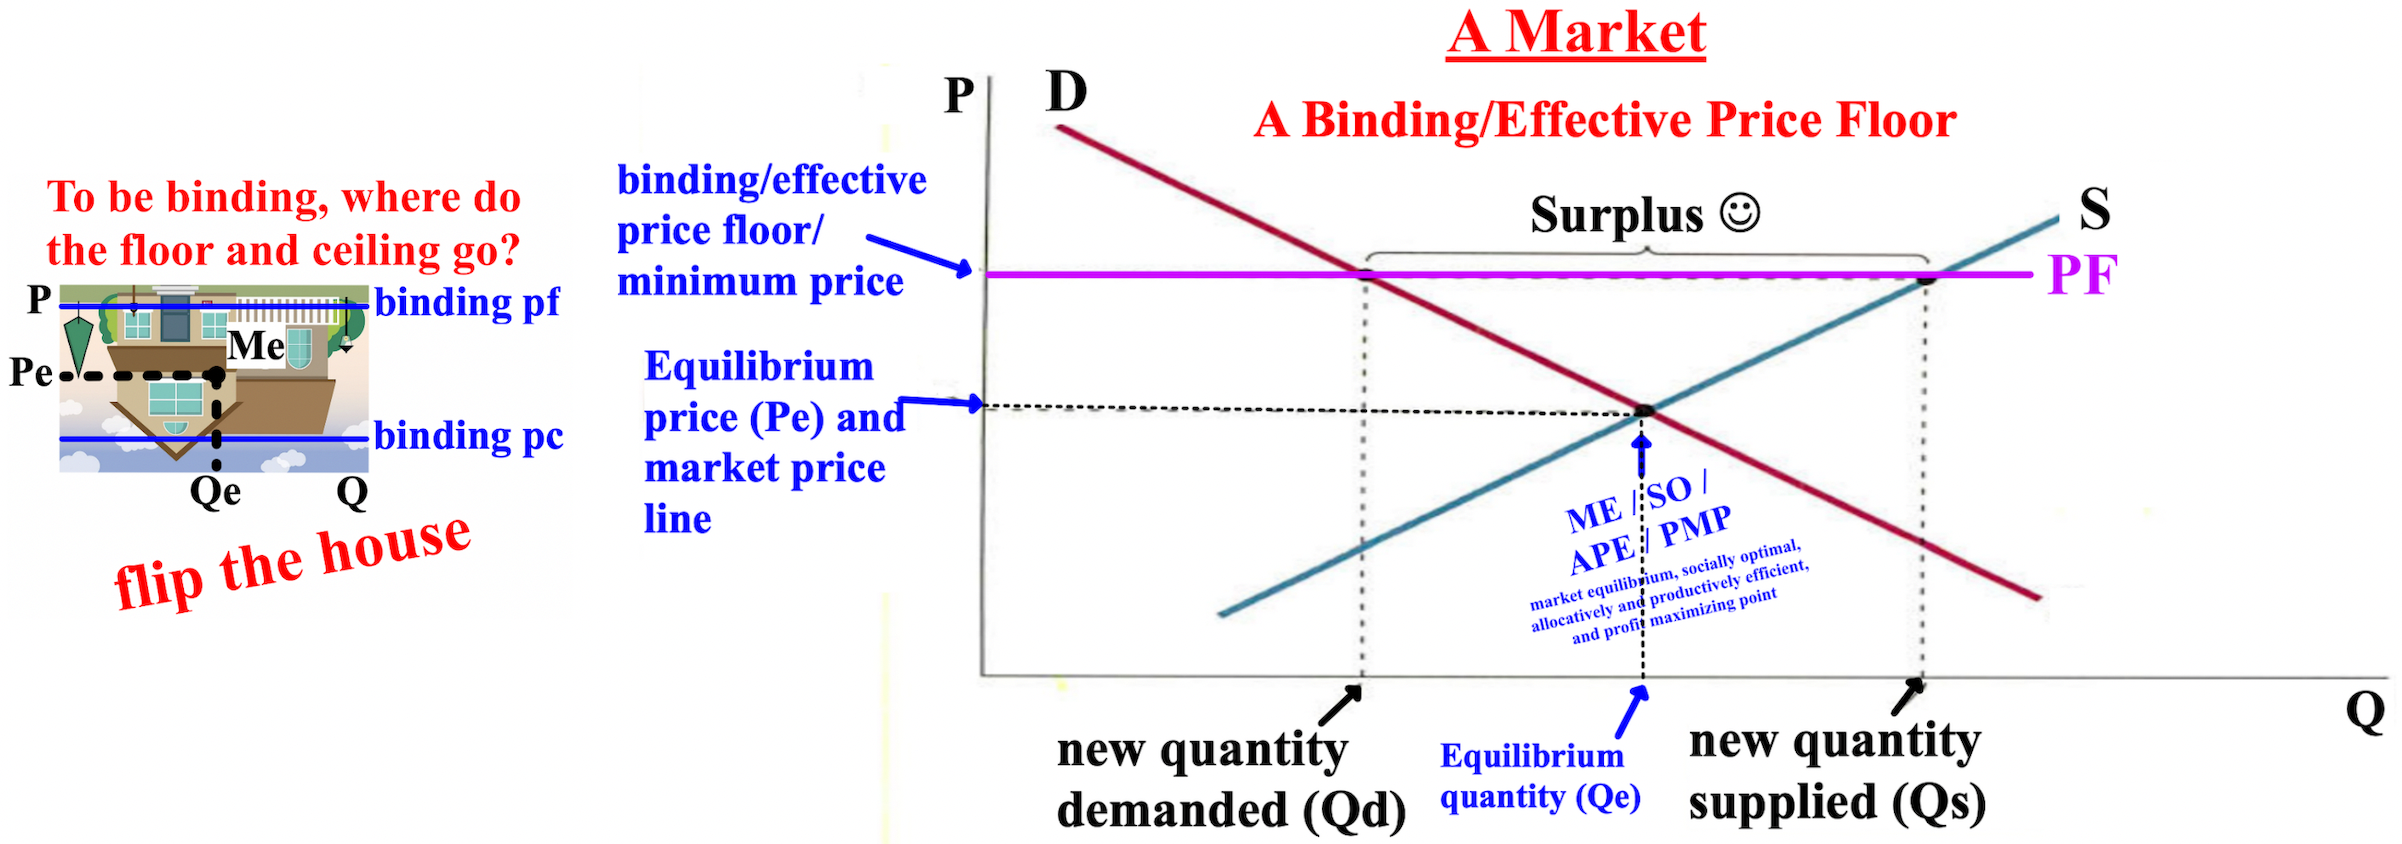 To be binding, where do
the floor and ceiling go?
P
binding pf
Me
Pe
binding pc
Qe
Q
flip the house
A Market
A Binding/Effective Price Floor
P
D
binding/effective
price floor/
minimum price
Surplus ☺
S
PF
Equilibrium
price (Pe) and
market price
line
ME / SO /
APE / PMP
market equilibrium, socially optimal,
allocatively and productively efficient,
and profit maximizing point
Q
new quantity
demanded (Qd)
Equilibrium
quantity (Qe)
new quantity
supplied (Qs)